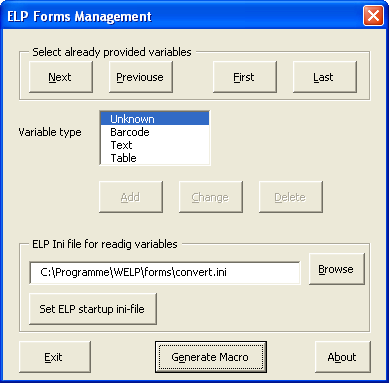 ELP Forms Management
Select already provided variables
Next Previouse First Last
Variable type
Unknown
Barcode
Text
Table
Add Change Delete
ELP Ini file for readig variables
C:\Programme\WELP\forms\convert.ini
Browse
Set ELP startup ini-file
Exit Generate Macro About